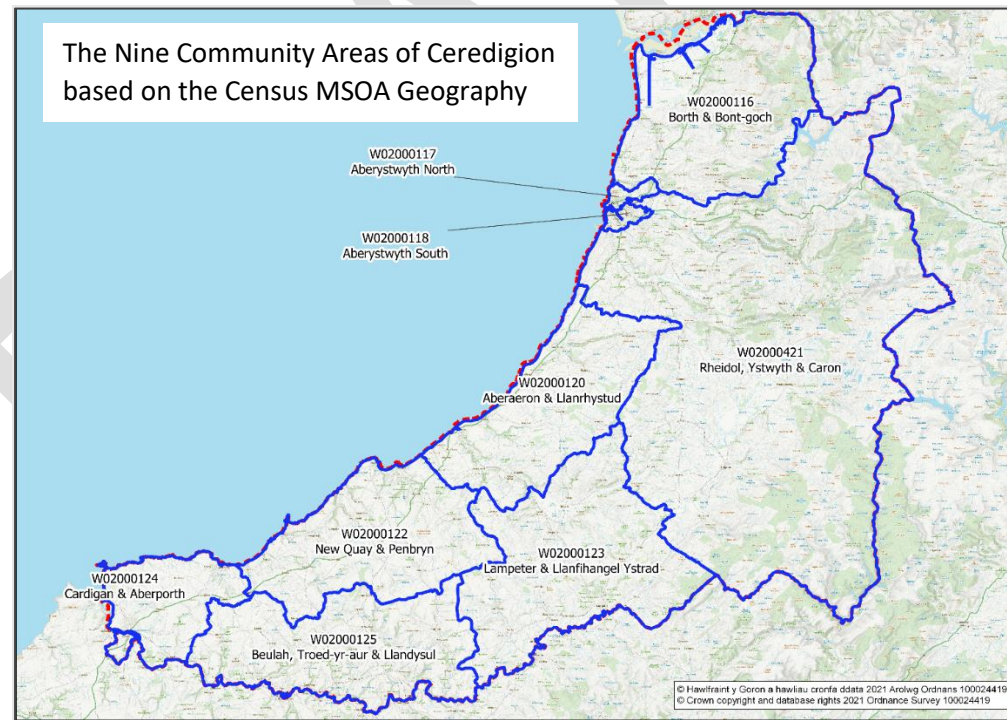 The Nine Community Areas of Ceredigion
based on the Census MSOA Geography
W02000116
Borth & Bont-goch
W02000117
Aberystwyth North
W02000118
Aberystwyth South
W02000421
Rheidol, Ystwyth & Caron
W02000120
Aberaeron & Llanrhystud
W02000122
New Quay & Penbryn
W02000123
Lampeter & Llanfihangel Ystrad
W02000124
Cardigan & Aberporth
W02000125
Beulah, Troed-yr-aur & Llandysul
© Hawlfraint y Goron a hawliau cronfa ddata 2021 Arolwg Ordnans 100024419
© Crown copyright and database rights 2021 Ordnance Survey 100024419